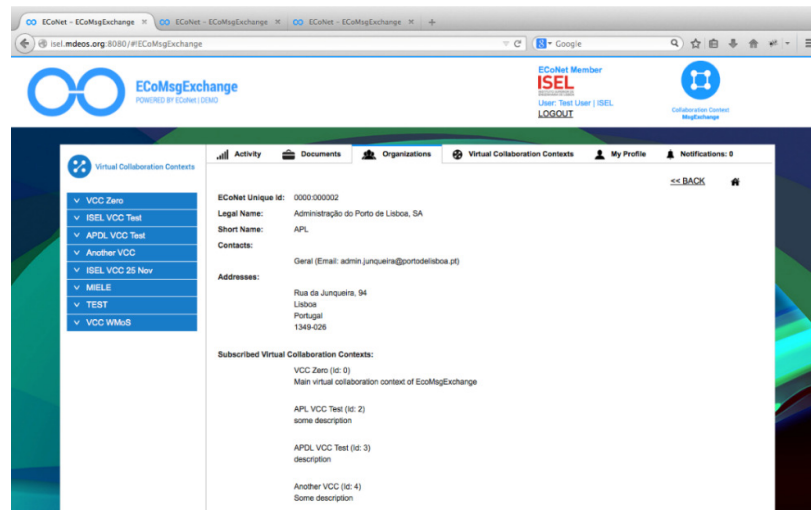 ECoNet - ECoMsgExchange
ECoNet - ECoMsgExchange
ECoNet - ECoMsgExchange
isel.mdeos.org:8080/#!ECoMsgExchange
Google
ECoMsgExchange
POWERED BY ECoNet | DEMO
ECoNet Member
ISEL
User: Test User | ISEL
LOGOUT
Collaboration Context
MsgExchange
Virtual Collaboration Contexts
VCC Zero
ISEL VCC Test
APDL VCC Test
Another VCC
ISEL VCC 25 Nov
MIELE
TEST
VCC WMoS
Activity
Documents
Organizations
Virtual Collaboration Contexts
My Profile
Notifications: 0
<< BACK
ECoNet Unique Id: 0000:000002
Legal Name: Administração do Porto de Lisboa, SA
Short Name: APL
Contacts:
Geral (Email: admin.junqueira@portodelisboa.pt)
Addresses:
Rua da Junqueira, 94
Lisboa
Portugal
1349-026
Subscribed Virtual Collaboration Contexts:
VCC Zero (Id: 0)
Main virtual collaboration context of EcoMsgExchange
APL VCC Test (Id: 2)
some description
APDL VCC Test (Id: 3)
description
Another VCC (Id: 4)
Some description